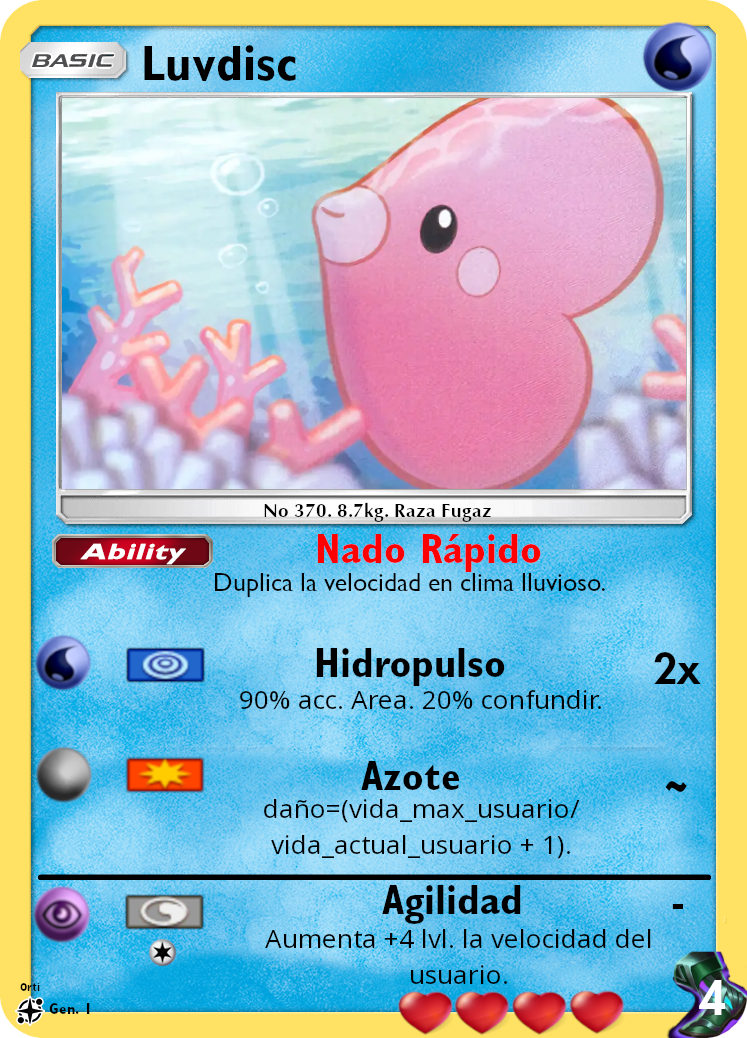 BASIC
Luvdisc
No 370. 8.7kg. Raza Fugaz
Ability
Nado Rápido
Duplica la velocidad en clima lluvioso.
Hidropulso
2x
90% acc. Area. 20% confundir.
Azote
~
daño=(vida_max_usuario/
vida_actual_usuario + 1).
Agilidad
-
Aumenta +4 lvl. la velocidad del
usuario.
4
Orti
Gen. 1